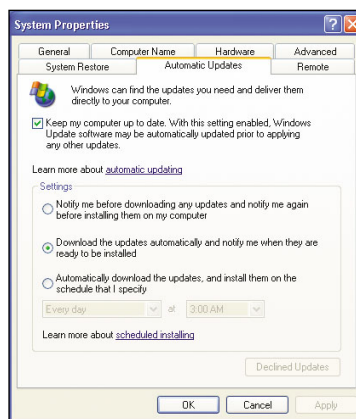 System Properties
General Computer Name Hardware Advanced
System Restore Automatic Updates Remote
Windows can find the updates you need and deliver them
directly to your computer.
Keep my computer up to date. With this setting enabled, Windows
Update software may be automatically updated prior to applying
any other updates.
Learn more about automatic updating
Settings
Notify me before downloading any updates and notify me again
before installing them on my computer
Download the updates automatically and notify me when they are
ready to be installed
Automatically download the updates, and install them on the
schedule that I specify
Every day at 3:00 AM
Learn more about scheduled installing
Declined Updates
OK Cancel Apply